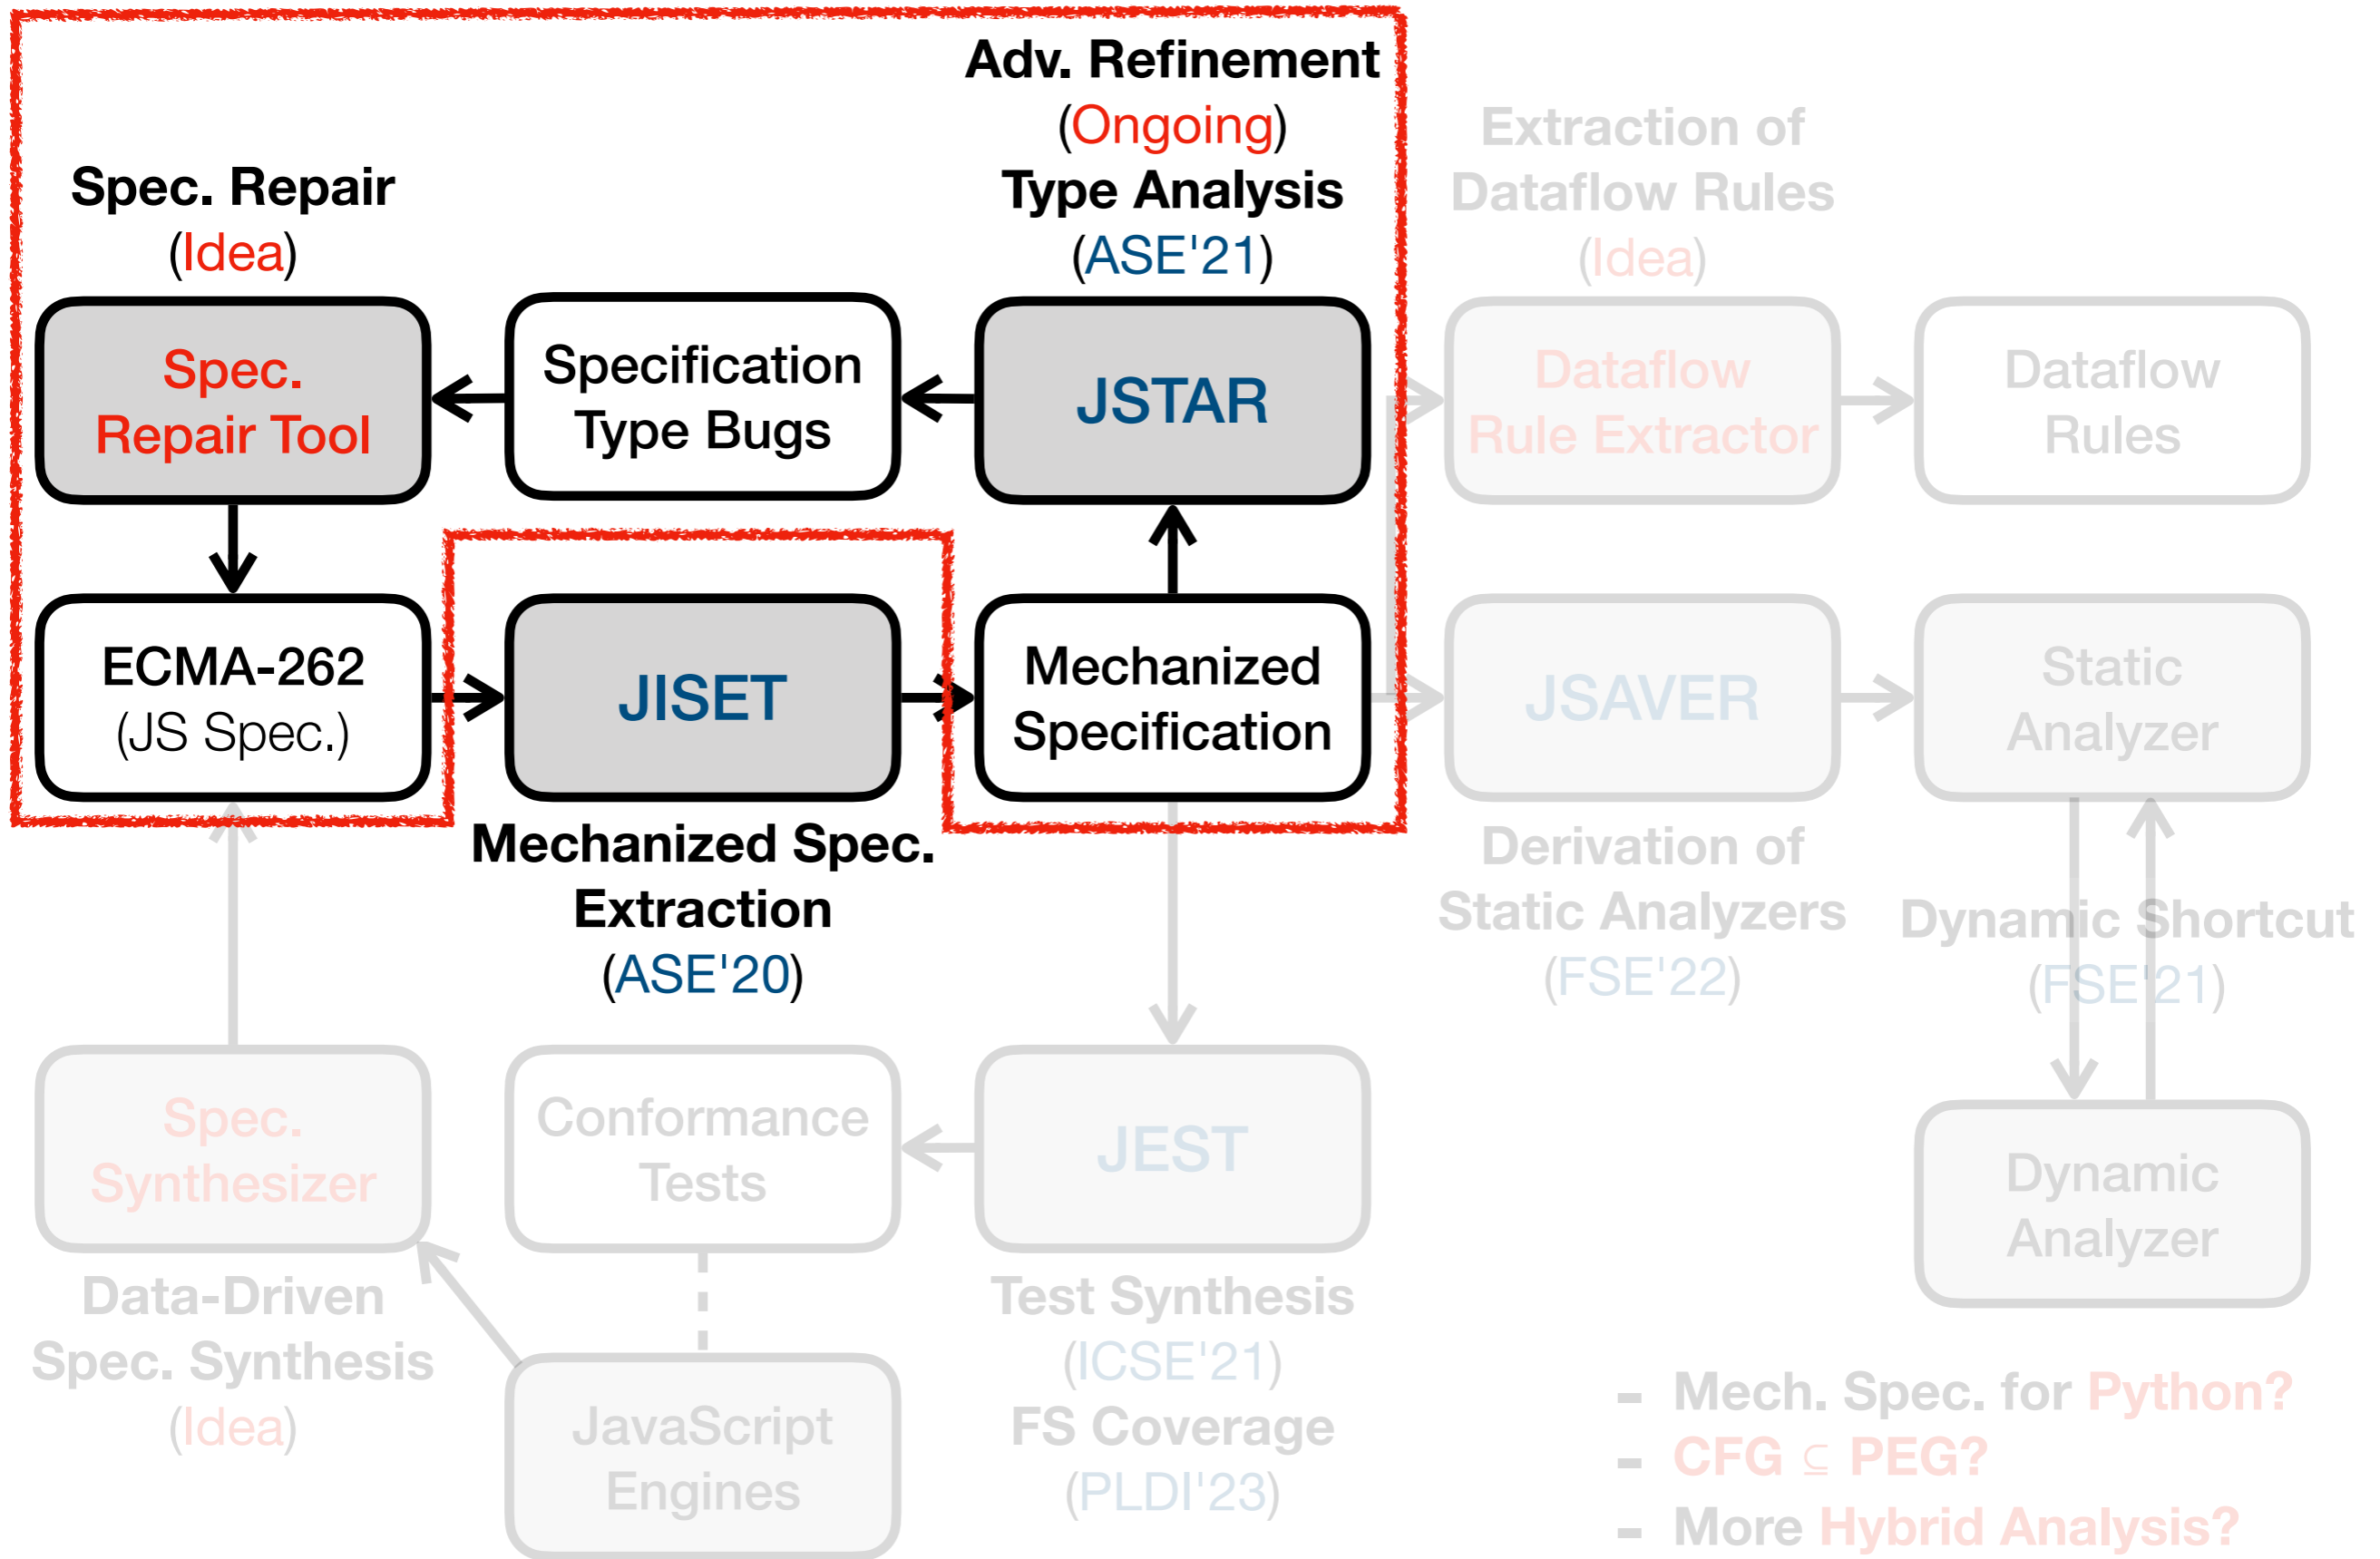 Adv. Refinement
(Ongoing)
Type Analysis
(ASE'21)
Spec. Repair
(Idea)
Extraction of
Dataflow Rules
(Idea)
Spec.
Repair Tool
Specification
Type Bugs
JSTAR
Dataflow
Rule Extractor
Dataflow
Rules
ECMA-262
(JS Spec.)
JISET
Mechanized
Specification
JSAVER
Static
Analyzer
Mechanized Spec.
Extraction
(ASE'20)
Derivation of
Static Analyzers
(FSE'22)
Dynamic Shortcut
(FSE'21)
Spec.
Synthesizer
Conformance
Tests
JEST
Dynamic
Analyzer
Data-Driven
Spec. Synthesis
(Idea)
JavaScript
Engines
Test Synthesis
(ICSE'21)
FS Coverage
(PLDI'23)
- Mech. Spec. for Python?
- CFG ⊆ PEG?
- More Hybrid Analysis?